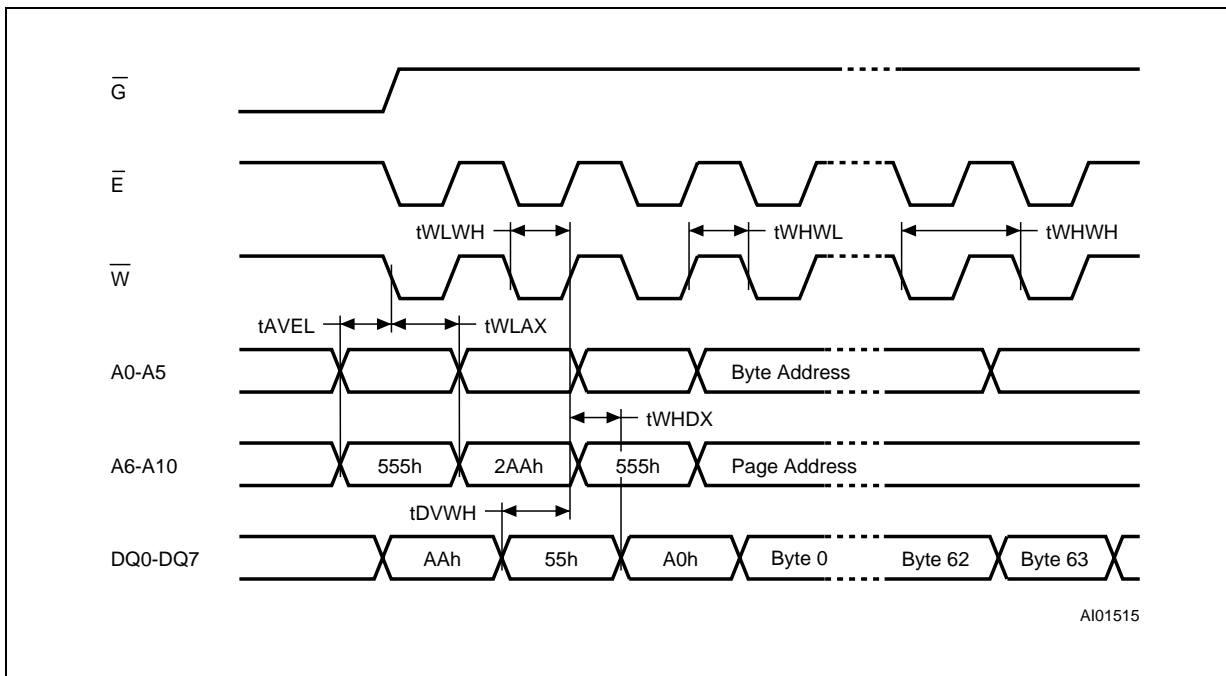 G̅
E̅
tWLWH
tWHWL
tWHWH
W̅
tAVEL
tWLAX
A0-A5
Byte Address
tWHDX
A6-A10
555h
2AAh
555h
Page Address
tDVWH
DQ0-DQ7
AAh
55h
A0h
Byte 0
Byte 62
Byte 63
AI01515